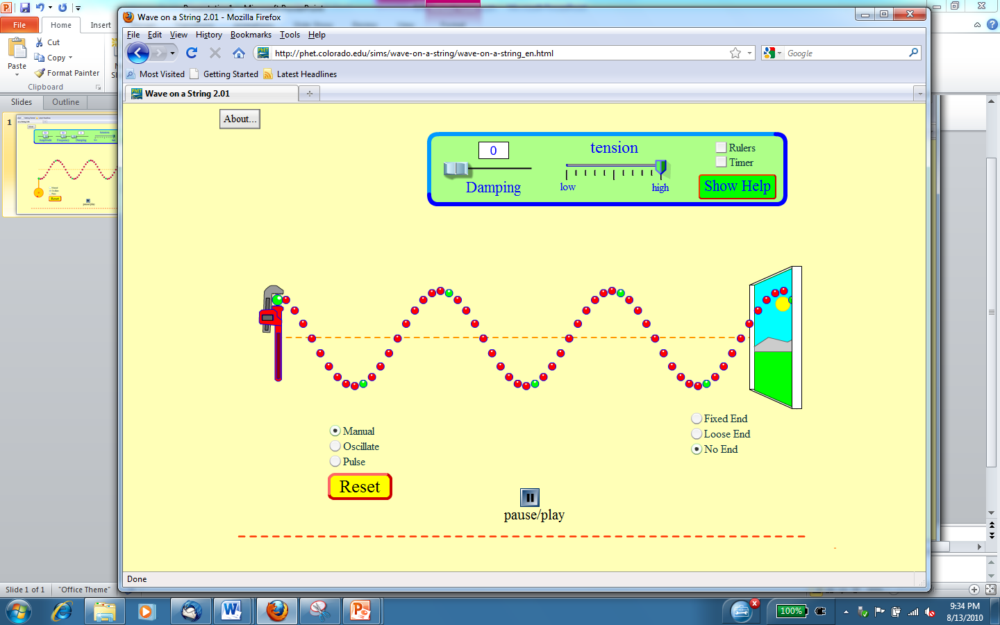 Wave on a String 2.01 - Mozilla Firefox
File Home Insert
File Edit View History Bookmarks Tools Help
http://phet.colorado.edu/sims/wave-on-a-string/wave-on-a-string_en.html
Google
Most Visited Getting Started Latest Headlines
Wave on a String 2.01
Paste
Cut
Copy
Format Painter
Clipboard
Slides Outline
1
About...
0
Damping
tension
low high
Rulers
Timer
Show Help
Manual
Oscillate
Pulse
Reset
pause/play
Fixed End
Loose End
No End
Done
Slide 1 of 1 "Office Theme"
100%
9:34 PM
8/13/2010